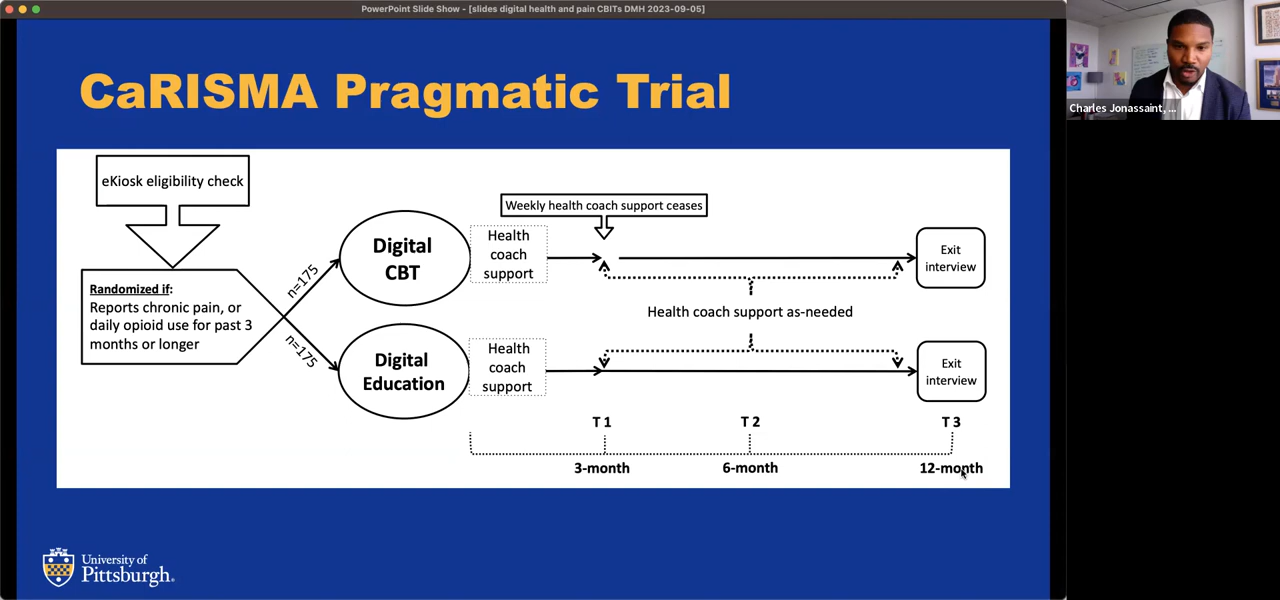 PowerPoint Slide Show - [slides digital health and pain CBITs DMH 2023-09-05]
CaRISMA Pragmatic Trial
eKiosk eligibility check
Randomized if:
Reports chronic pain, or
daily opioid use for past 3
months or longer
n=175
n=175
Digital
CBT
Digital
Education
Health
coach
support
Health
coach
support
Weekly health coach support ceases
Health coach support as-needed
Exit
interview
Exit
interview
T 1
T 2
T 3
3-month
6-month
12-month
University of
Pittsburgh.
Charles Jonassaint, ...